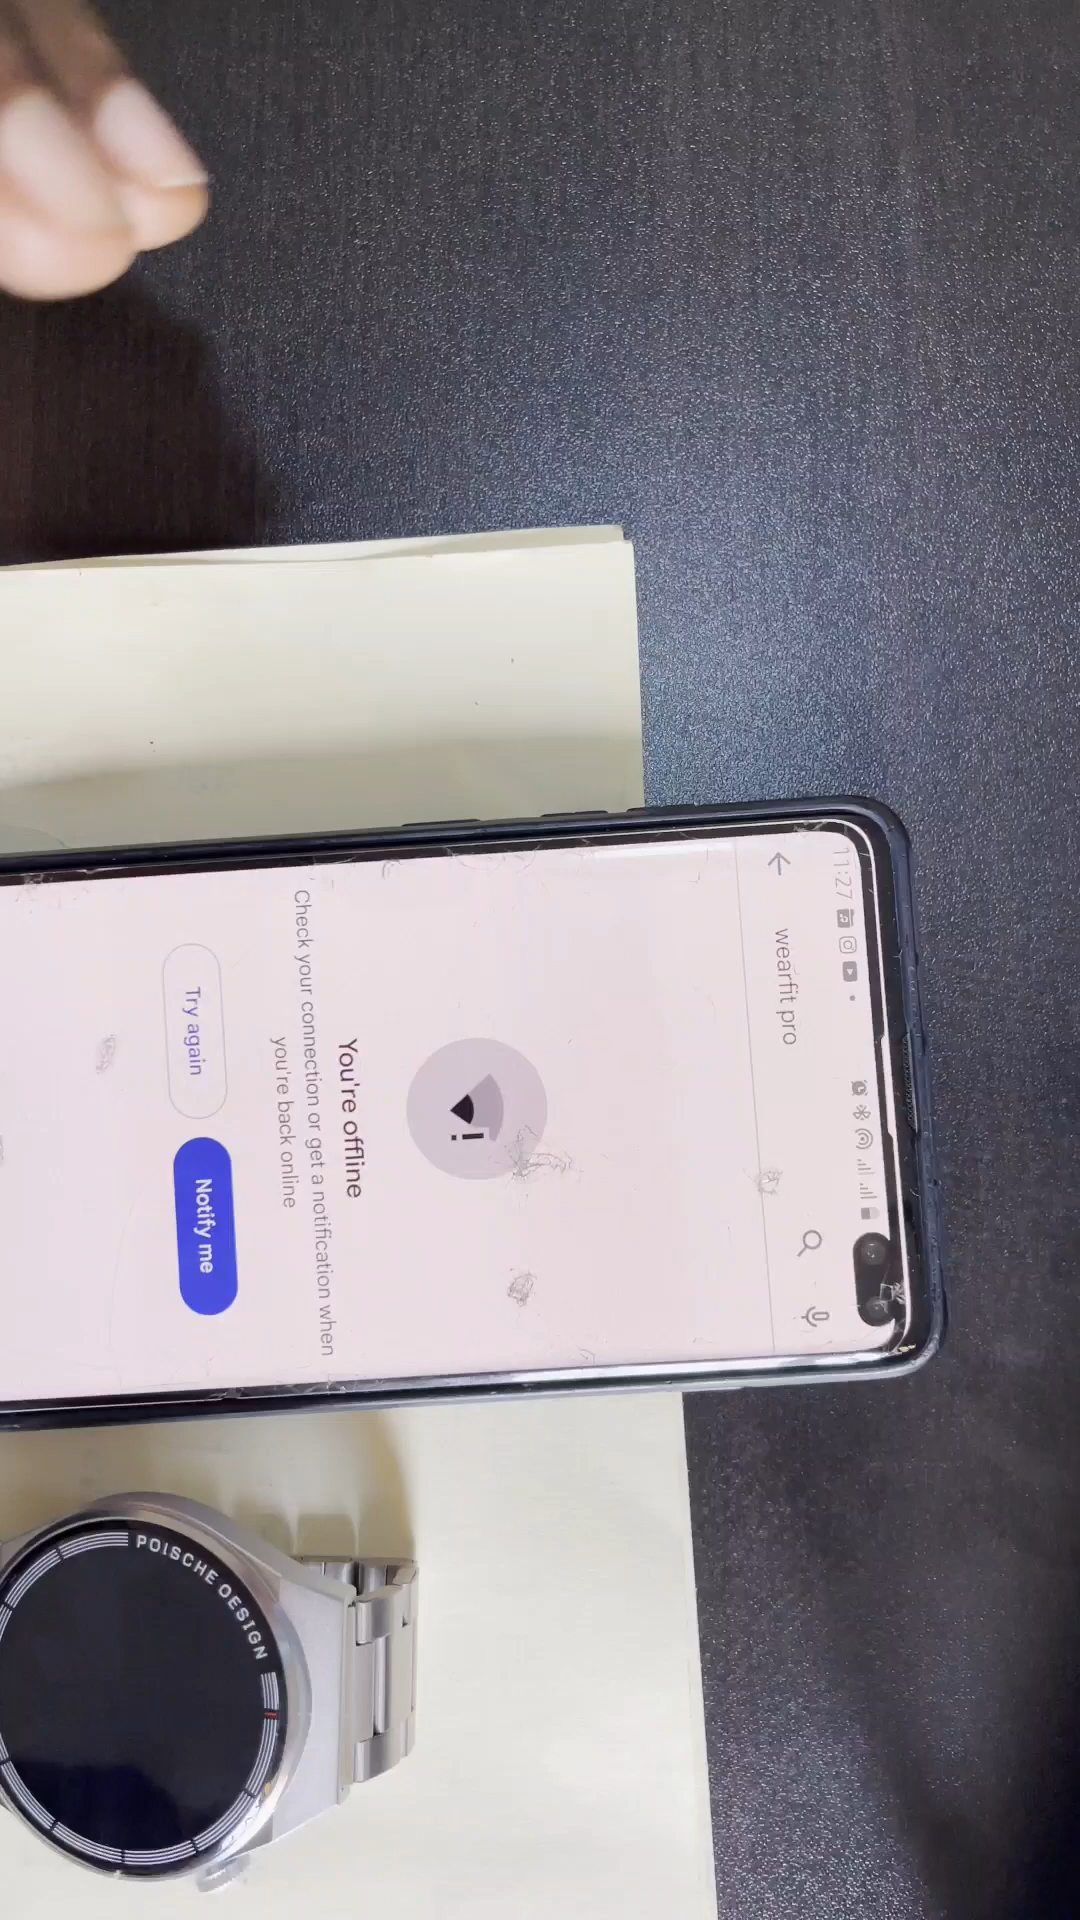 11:27
wearfit pro
You're offline
Check your connection or get a notification when
you're back online
Try again
Notify me
POISCHE DESIGN